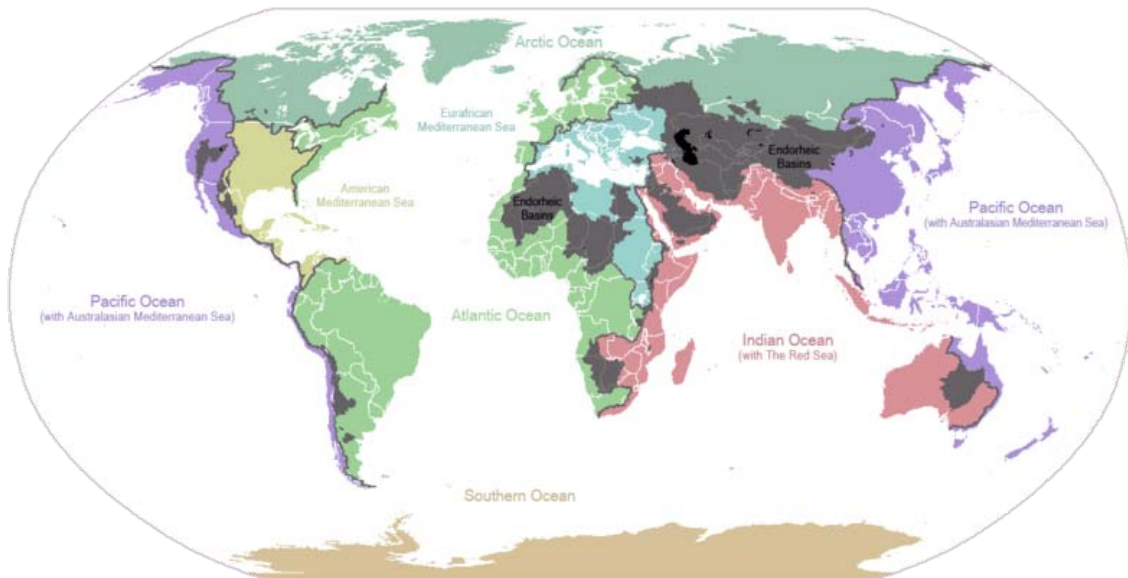 Arctic Ocean
Eurafrican
Mediterranean Sea
Endorheic
Basins
American
Mediterranean Sea
Endorheic
Basins
Pacific Ocean
(with Australasian Mediterranean Sea)
Pacific Ocean
(with Australasian Mediterranean Sea)
Atlantic Ocean
Indian Ocean
(with The Red Sea)
Southern Ocean